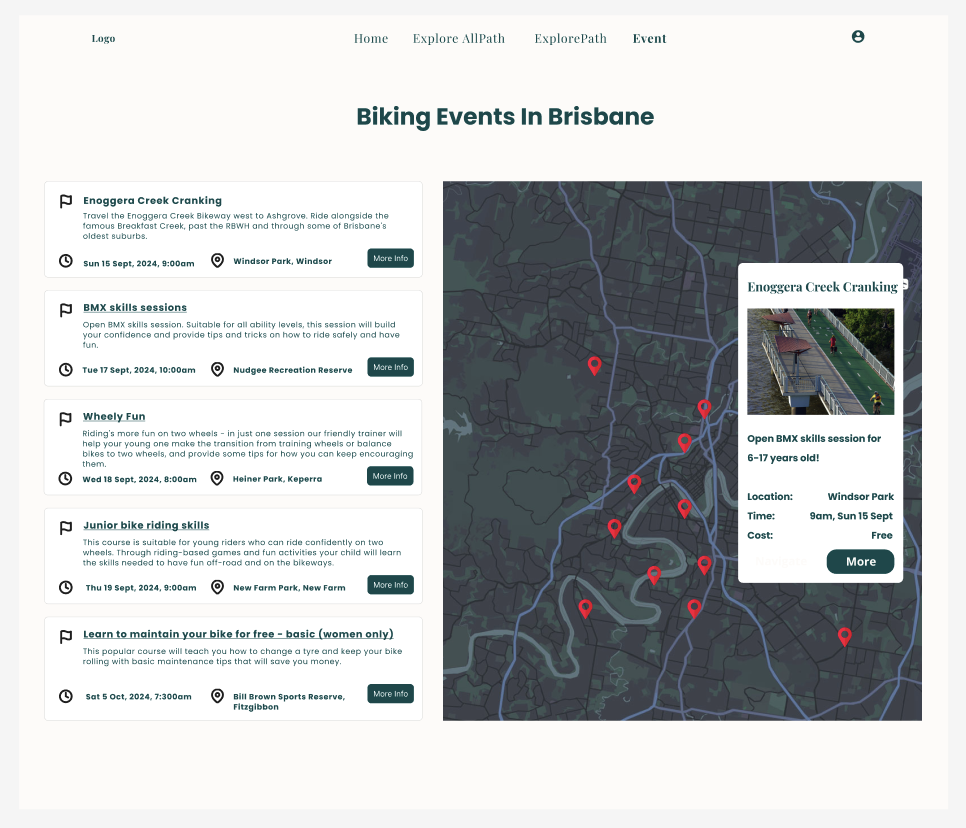 Logo
Home
Explore AllPath
ExplorePath
Event
Biking Events In Brisbane
Enoggera Creek Cranking
Travel the Enoggera Creek Bikeway west to Ashgrove. Ride alongside the
famous Breakfast Creek, past the RBWH and through some of Brisbane's
oldest suburbs.
Sun 15 Sept, 2024, 9:00am
Windsor Park, Windsor
More Info
BMX skills sessions
Open BMX skills session. Suitable for all ability levels, this session will build
your confidence and provide tips and tricks on how to ride safely and have
fun.
Tue 17 Sept, 2024, 10:00am
Nudgee Recreation Reserve
More Info
Wheely Fun
Riding's more fun on two wheels - in just one session our friendly trainer will
help your young one make the transition from training wheels or balance
bikes to two wheels, and provide some tips for how you can keep encouraging
them.
Wed 18 Sept, 2024, 8:00am
Heiner Park, Keperra
More Info
Junior bike riding skills
This course is suitable for young riders who can ride confidently on two
wheels. Through riding-based games and fun activities your child will learn
the skills needed to have fun off-road and on the bikeways.
Thu 19 Sept, 2024, 9:00am
New Farm Park, New Farm
More Info
Learn to maintain your bike for free - basic (women only)
This popular course will teach you how to change a tyre and keep your bike
rolling with basic maintenance tips that will save you money.
Sat 5 Oct, 2024, 7:300am
Bill Brown Sports Reserve,
Fitzgibbon
More Info
Enoggera Creek Cranking
Open BMX skills session for
6-17 years old!
Location: Windsor Park
Time: 9am, Sun 15 Sept
Cost: Free
More